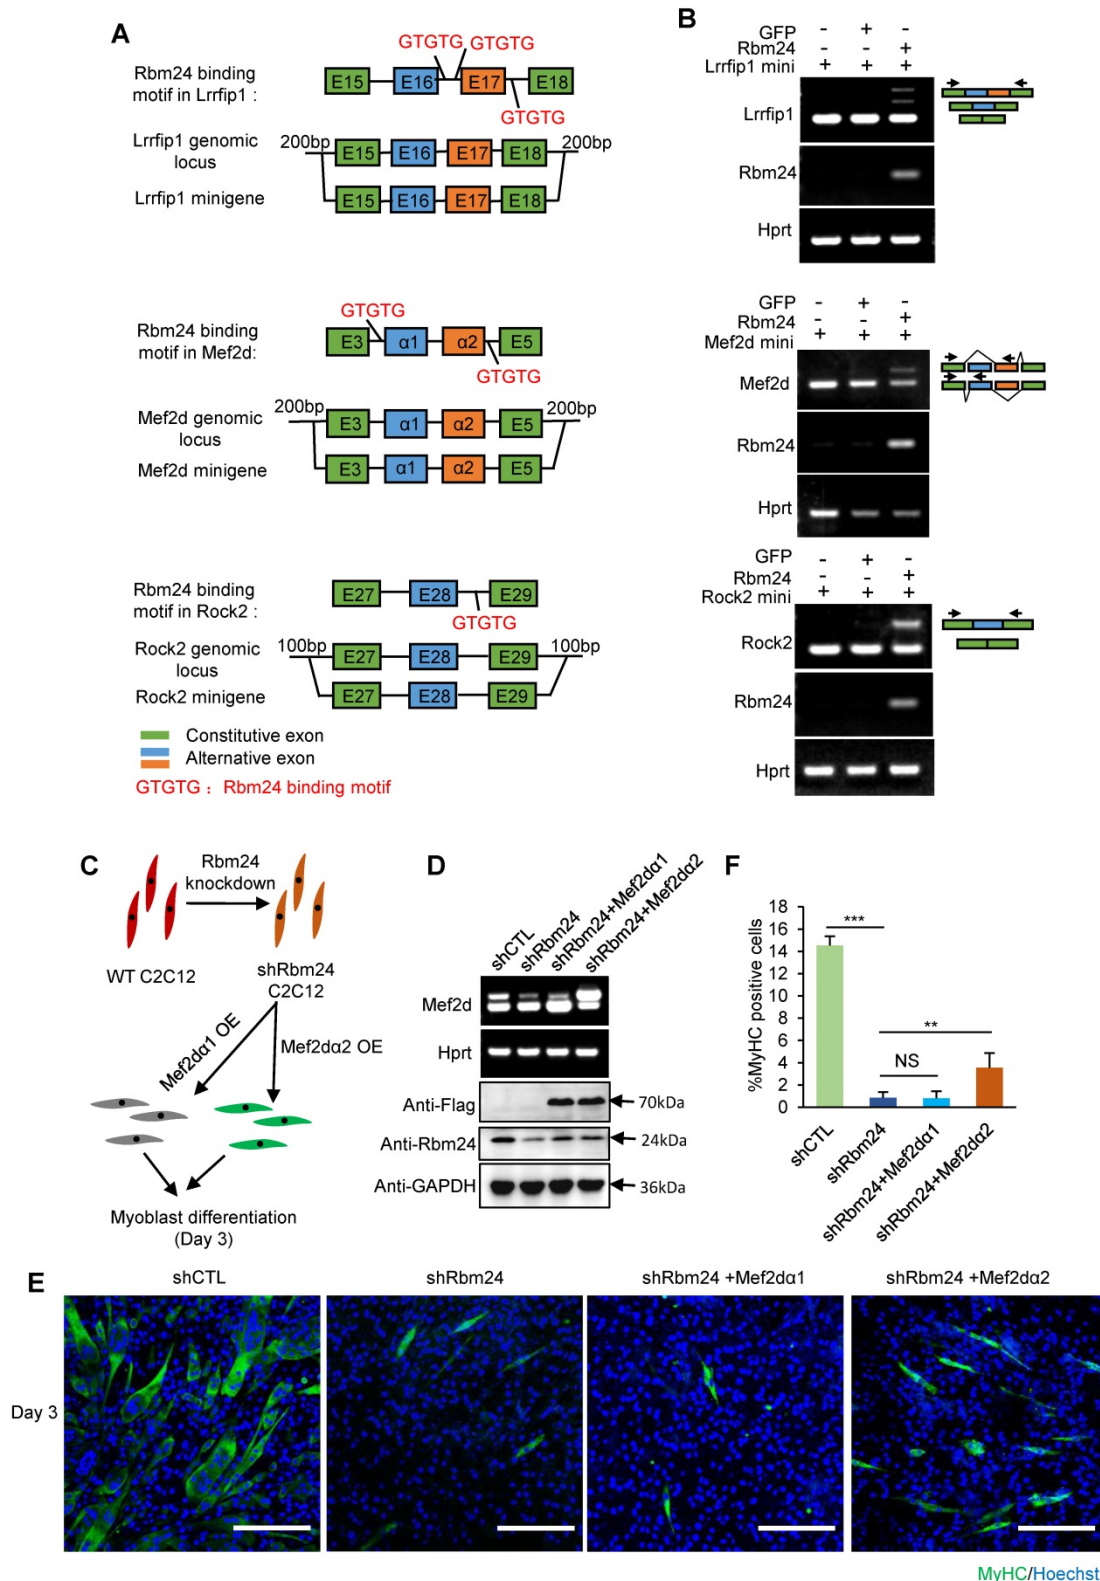 A
GTGTG GTGTG
Rbm24 binding
motif in Lrrfip1 :
E15 E16 E17 E18
GTGTG
Lrrfip1 genomic
locus
200bp E15 E16 E17 E18 200bp
Lrrfip1 minigene
E15 E16 E17 E18
GTGTG
Rbm24 binding
motif in Mef2d:
E3 α1 α2 E5
GTGTG
Mef2d genomic
locus
200bp E3 α1 α2 E5 200bp
Mef2d minigene
E3 α1 α2 E5
Rbm24 binding
motif in Rock2 :
E27 E28 E29
GTGTG
Rock2 genomic
locus
100bp E27 E28 E29 100bp
Rock2 minigene
E27 E28 E29
Constitutive exon
Alternative exon
GTGTG : Rbm24 binding motif
B
GFP - + -
Rbm24 - - +
Lrrfip1 mini + + +
Lrrfip1
Rbm24
Hprt
GFP - + -
Rbm24 - - +
Mef2d mini + + +
Mef2d
Rbm24
Hprt
GFP - + -
Rbm24 - - +
Rock2 mini + + +
Rock2
Rbm24
Hprt
C
Rbm24
knockdown
WT C2C12
shRbm24
C2C12
Mef2dα1 OE
Mef2dα2 OE
Myoblast differentiation
(Day 3)
D
shCTL
shRbm24
shRbm24+Mef2dα1
shRbm24+Mef2dα2
Mef2d
Hprt
Anti-Flag 70kDa
Anti-Rbm24 24kDa
Anti-GAPDH 36kDa
F
%MyHC positive cells
18
16
14
12
10
8
6
4
2
0
***
**
NS
shCTL
shRbm24
shRbm24+Mef2dα1
shRbm24+Mef2dα2
E
shCTL shRbm24 shRbm24 +Mef2dα1 shRbm24 +Mef2dα2
Day 3
MyHC/Hoechst